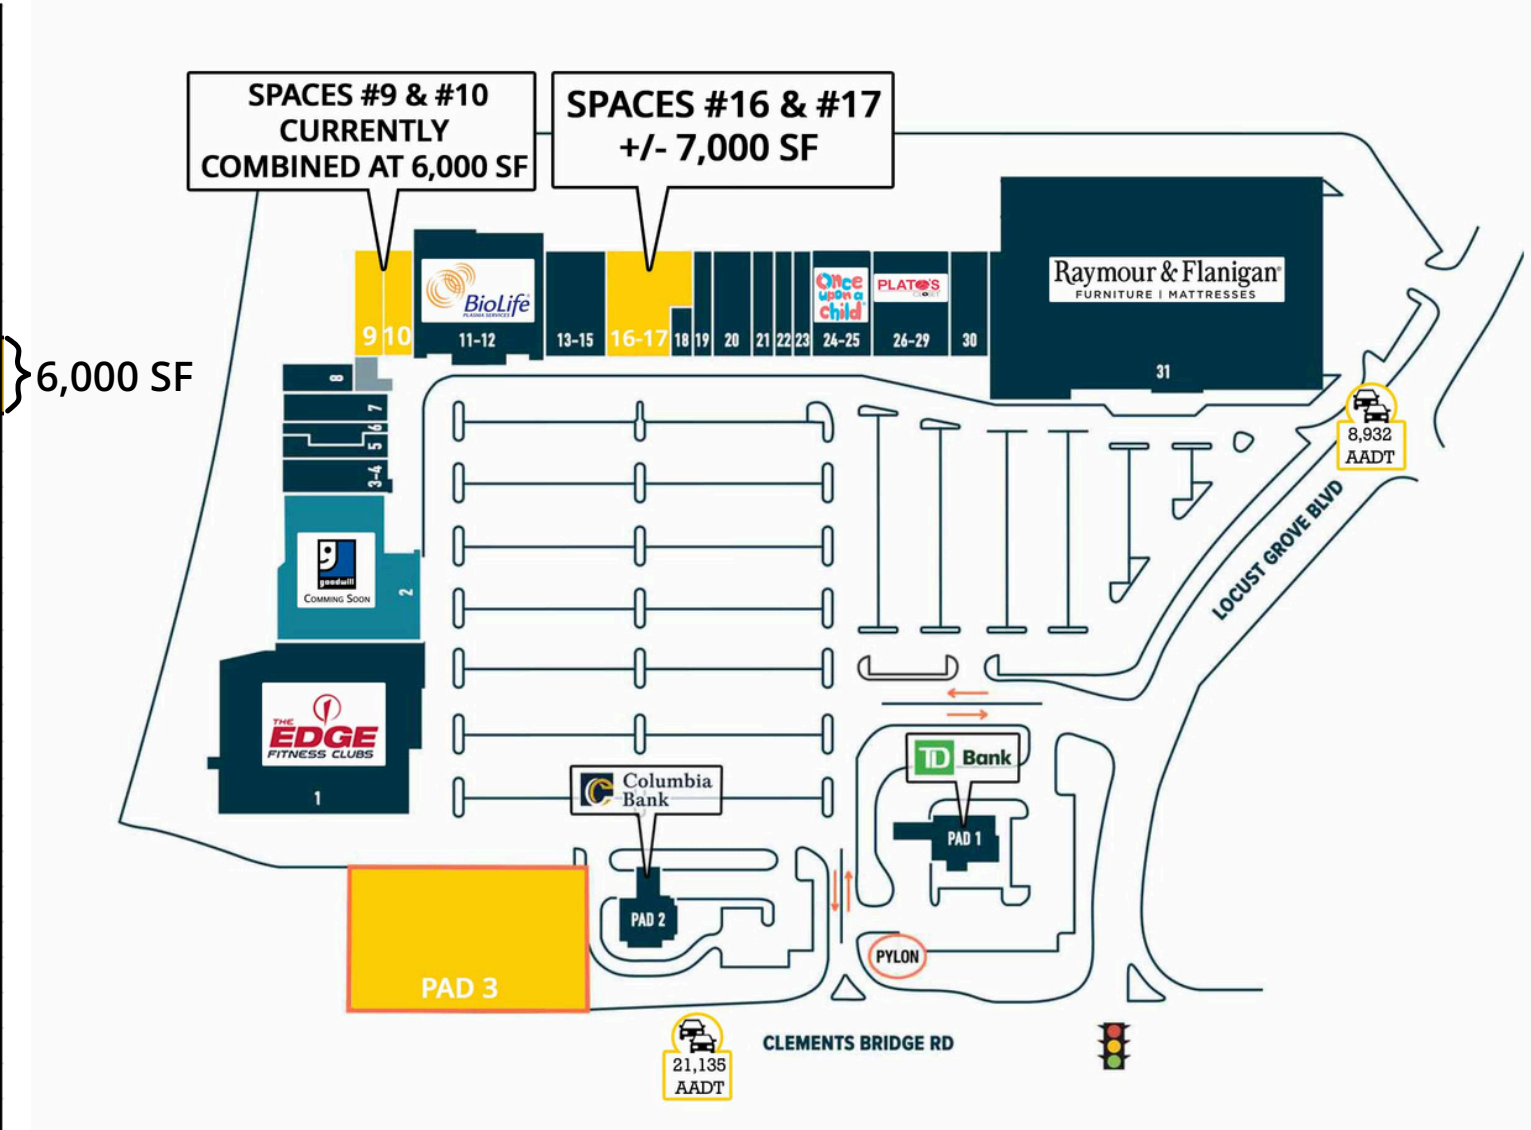 SPACES #9 & #10
CURRENTLY
COMBINED AT 6,000 SF
SPACES #16 & #17
+/- 7,000 SF
6,000 SF
9
10
BioLife
PLASMA SERVICES
11-12
13-15
16-17
18
19
20
21
22
23
Once
upon a
child
24-25
PLATO'S
CLOSET
26-29
30
Raymour & Flanigan
FURNITURE | MATTRESSES
31
8
7
6
5
3-4
goodwill
COMMING SOON
2
THE
EDGE
FITNESS CLUBS
1
8,932
AADT
LOCUST GROVE BLVD
Columbia
Bank
PAD 2
TD Bank
PAD 1
PAD 3
PYLON
21,135
AADT
CLEMENTS BRIDGE RD